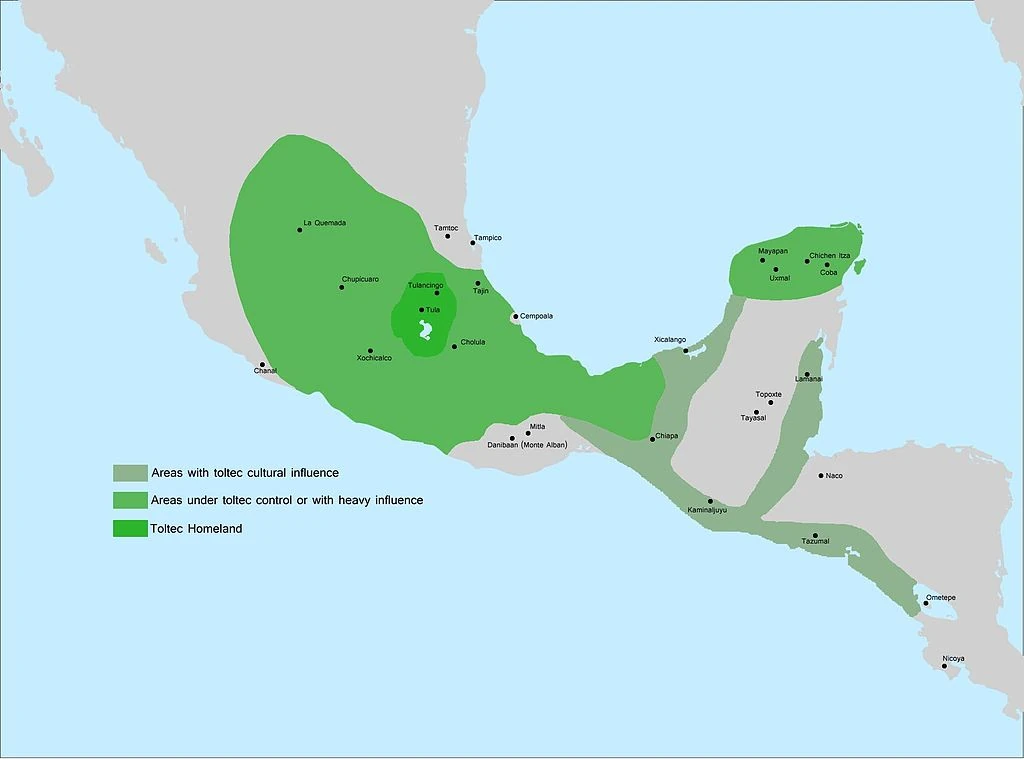 La Quemada
Tamtoc
Tampico
Mayapan
Chichen Itza
Coba
Uxmal
Chupicuaro
Tulancingo
Tajin
Tula
Cempoala
Xochicalco
Cholula
Xicalango
Chanal
Lamanai
Topoxte
Tayasal
Mitla
Danibaan (Monte Alban)
Chiapa
Areas with toltec cultural influence
Naco
Areas under toltec control or with heavy influence
Kaminaljuyu
Toltec Homeland
Tazumal
Ometepe
Nicoya